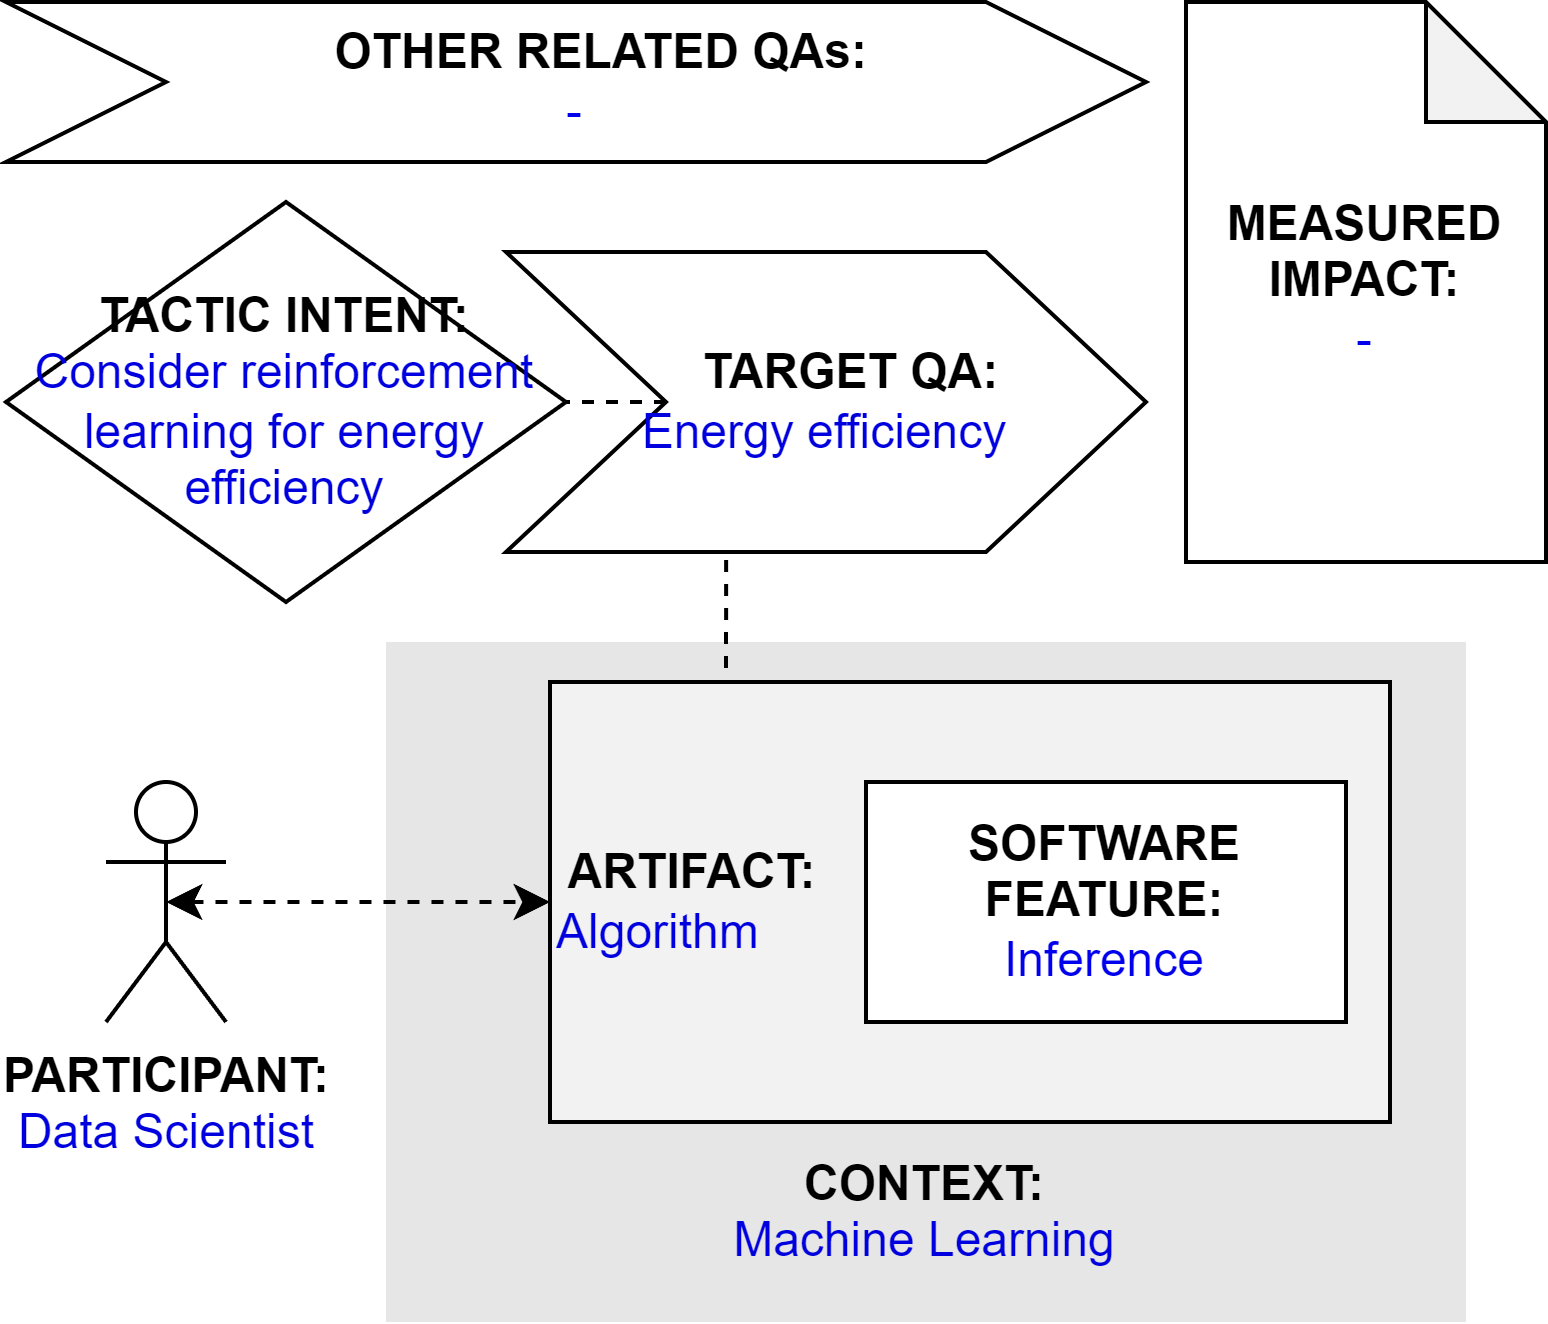 OTHER RELATED QAs:
-
MEASURED
IMPACT:
-
TACTIC INTENT:
Consider reinforcement
learning for energy
efficiency
TARGET QA:
Energy efficiency
ARTIFACT:
Algorithm
SOFTWARE
FEATURE:
Inference
PARTICIPANT:
Data Scientist
CONTEXT:
Machine Learning